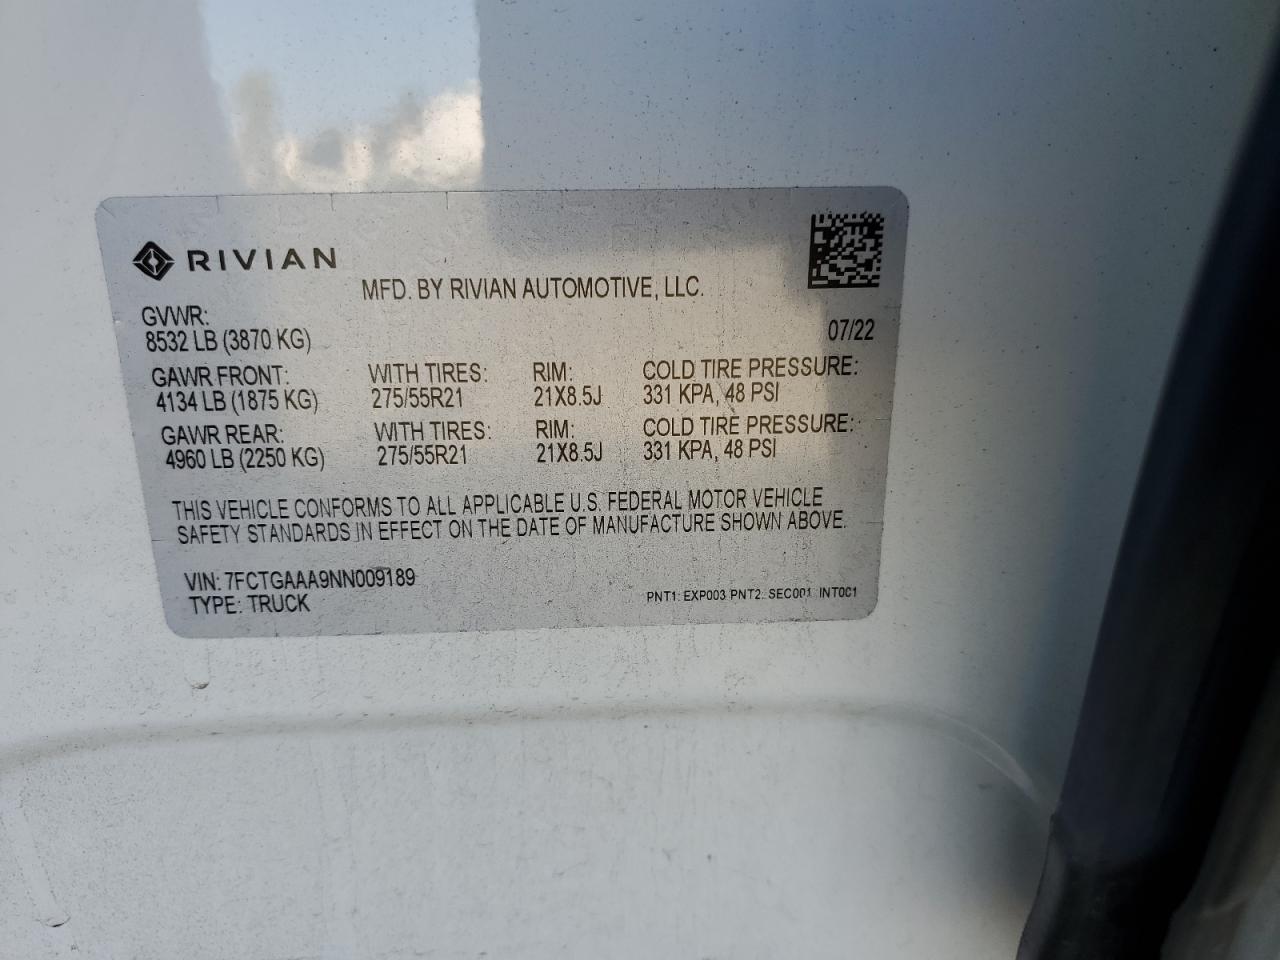 RIVIAN
MFD. BY RIVIAN AUTOMOTIVE, LLC.
GVWR:
8532 LB (3870 KG)
07/22
GAWR FRONT: WITH TIRES: RIM: COLD TIRE PRESSURE:
4134 LB (1875 KG) 275/55R21 21X8.5J 331 KPA, 48 PSI
GAWR REAR: WITH TIRES: RIM: COLD TIRE PRESSURE:
4960 LB (2250 KG) 275/55R21 21X8.5J 331 KPA, 48 PSI
THIS VEHICLE CONFORMS TO ALL APPLICABLE U.S. FEDERAL MOTOR VEHICLE
SAFETY STANDARDS IN EFFECT ON THE DATE OF MANUFACTURE SHOWN ABOVE.
VIN: 7FCTGAAA9NN009189
TYPE: TRUCK
PNT1: EXP003 PNT2: SEC001 INT001